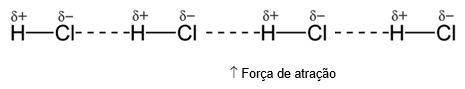 δ+ δ− δ+ δ− δ+ δ− δ+ δ−
H—Cl-----H—Cl-----H—Cl-----H—Cl
↑ Força de atração